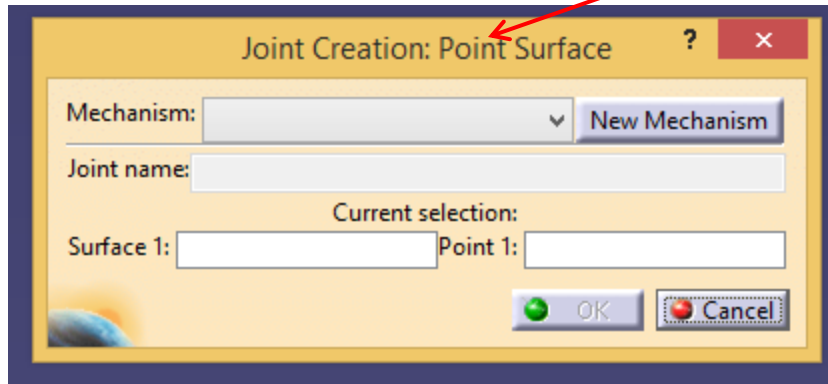 Joint Creation: Point Surface ? ×
Mechanism: New Mechanism
Joint name:
Current selection:
Surface 1: Point 1:
OK Cancel